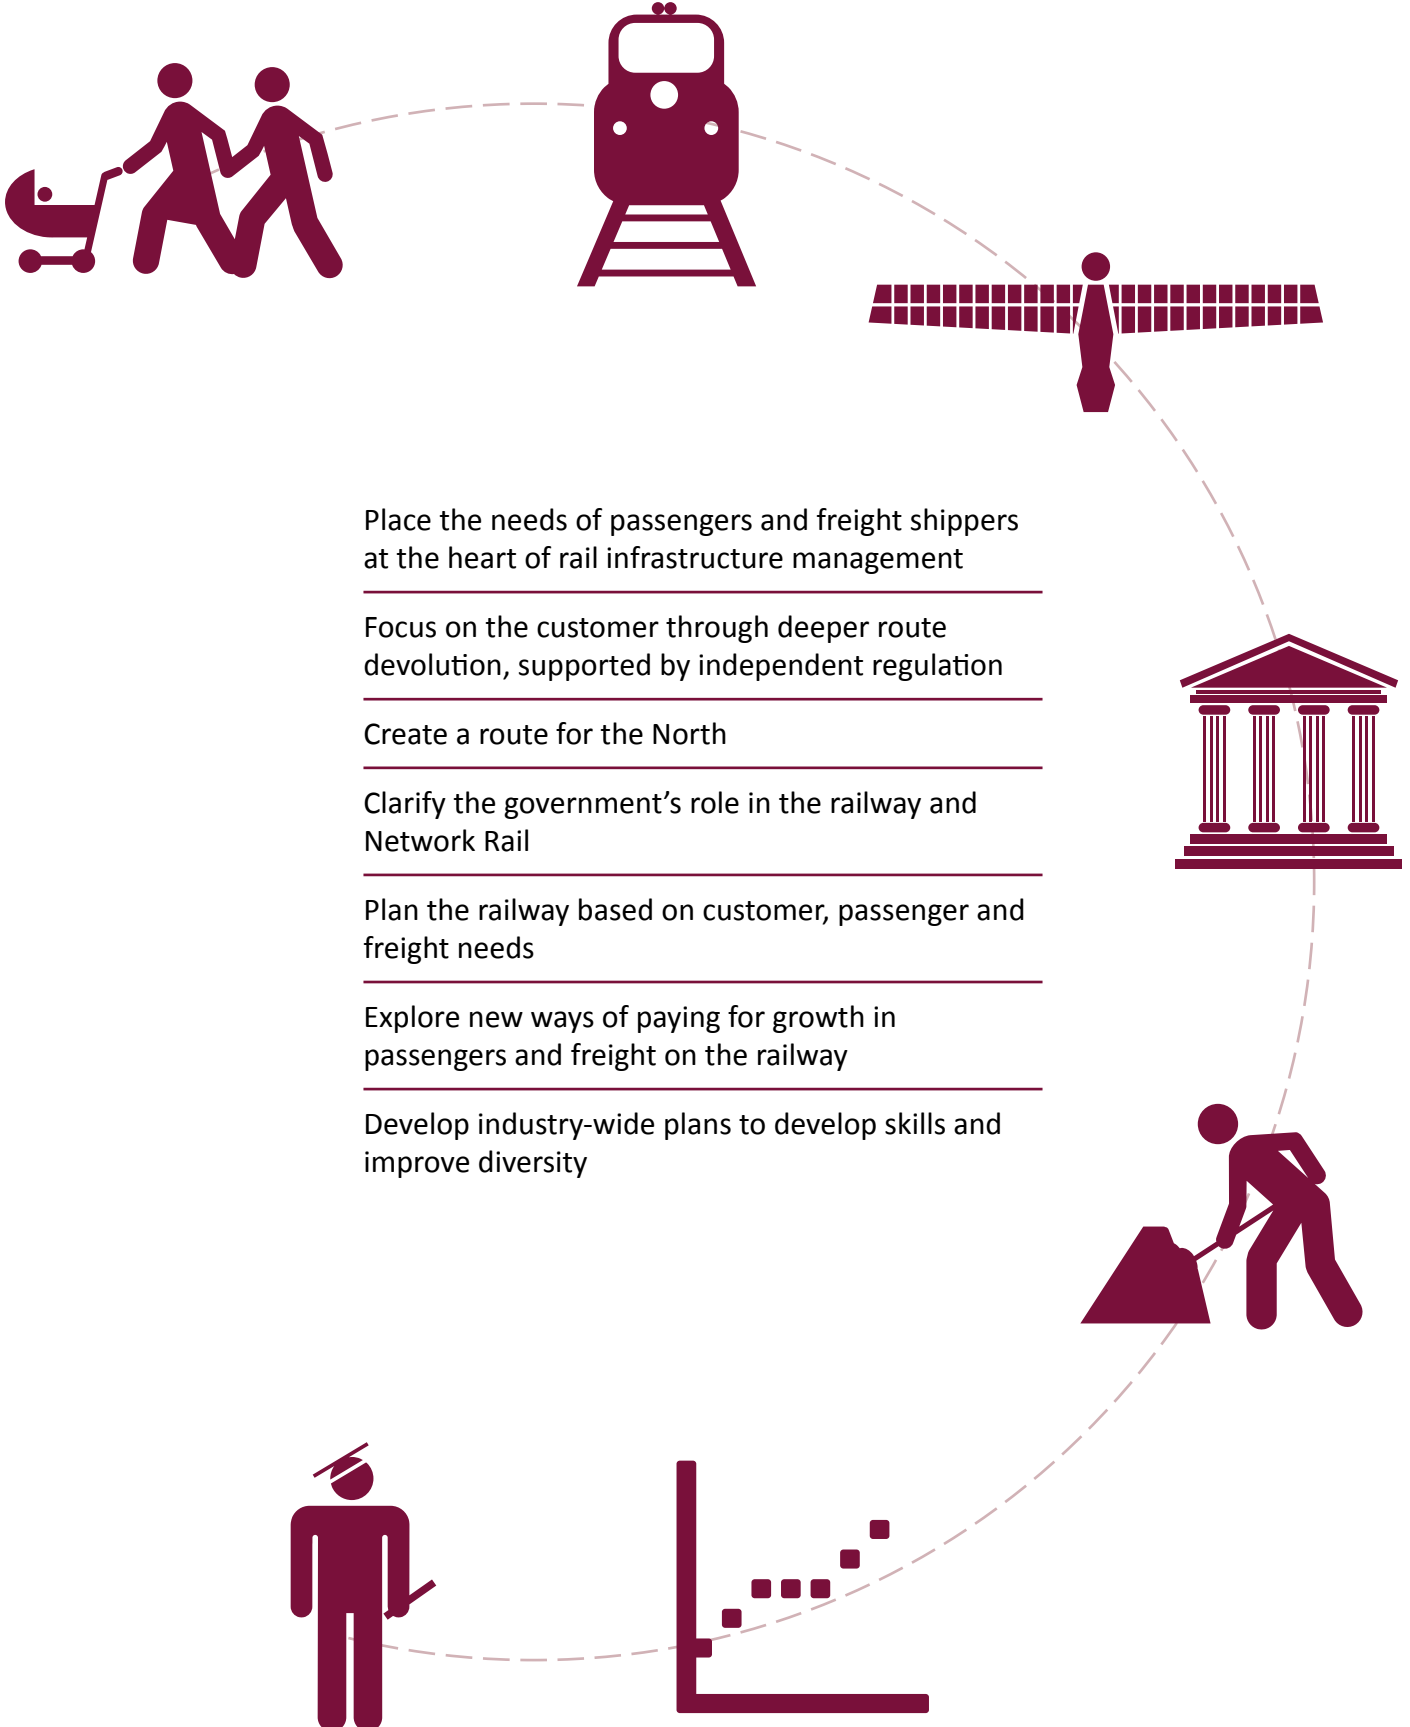 Place the needs of passengers and freight shippers
at the heart of rail infrastructure management
Focus on the customer through deeper route
devolution, supported by independent regulation
Create a route for the North
Clarify the government’s role in the railway and
Network Rail
Plan the railway based on customer, passenger and
freight needs
Explore new ways of paying for growth in
passengers and freight on the railway
Develop industry-wide plans to develop skills and
improve diversity